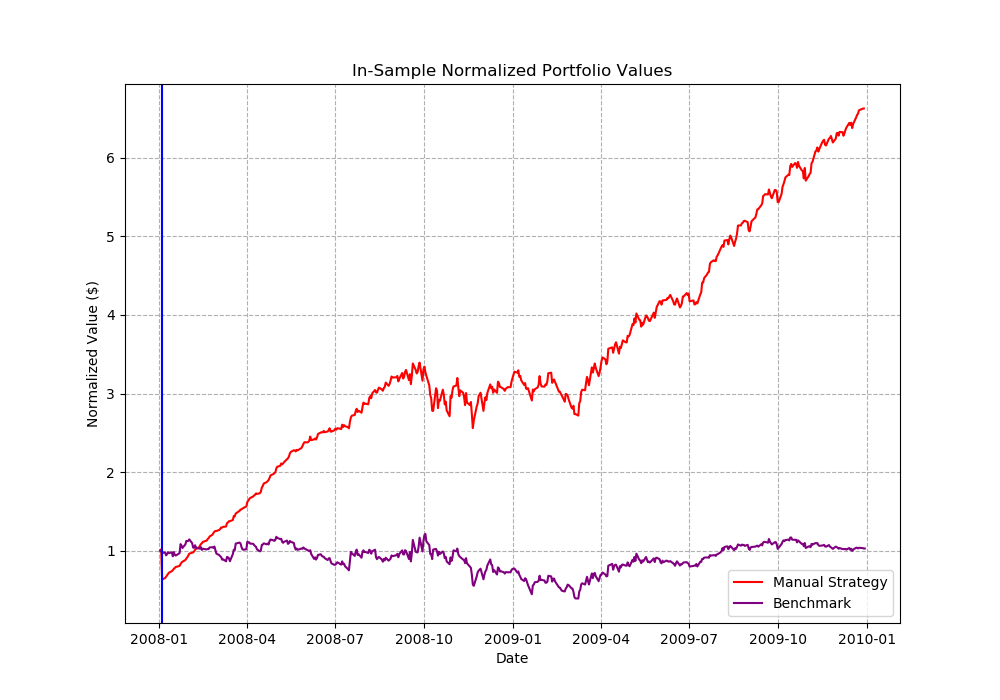 In-Sample Normalized Portfolio Values
Normalized Value ($)
6
5
4
3
2
1
2008-01 2008-04 2008-07 2008-10 2009-01 2009-04 2009-07 2009-10 2010-01
Date
Manual Strategy
Benchmark